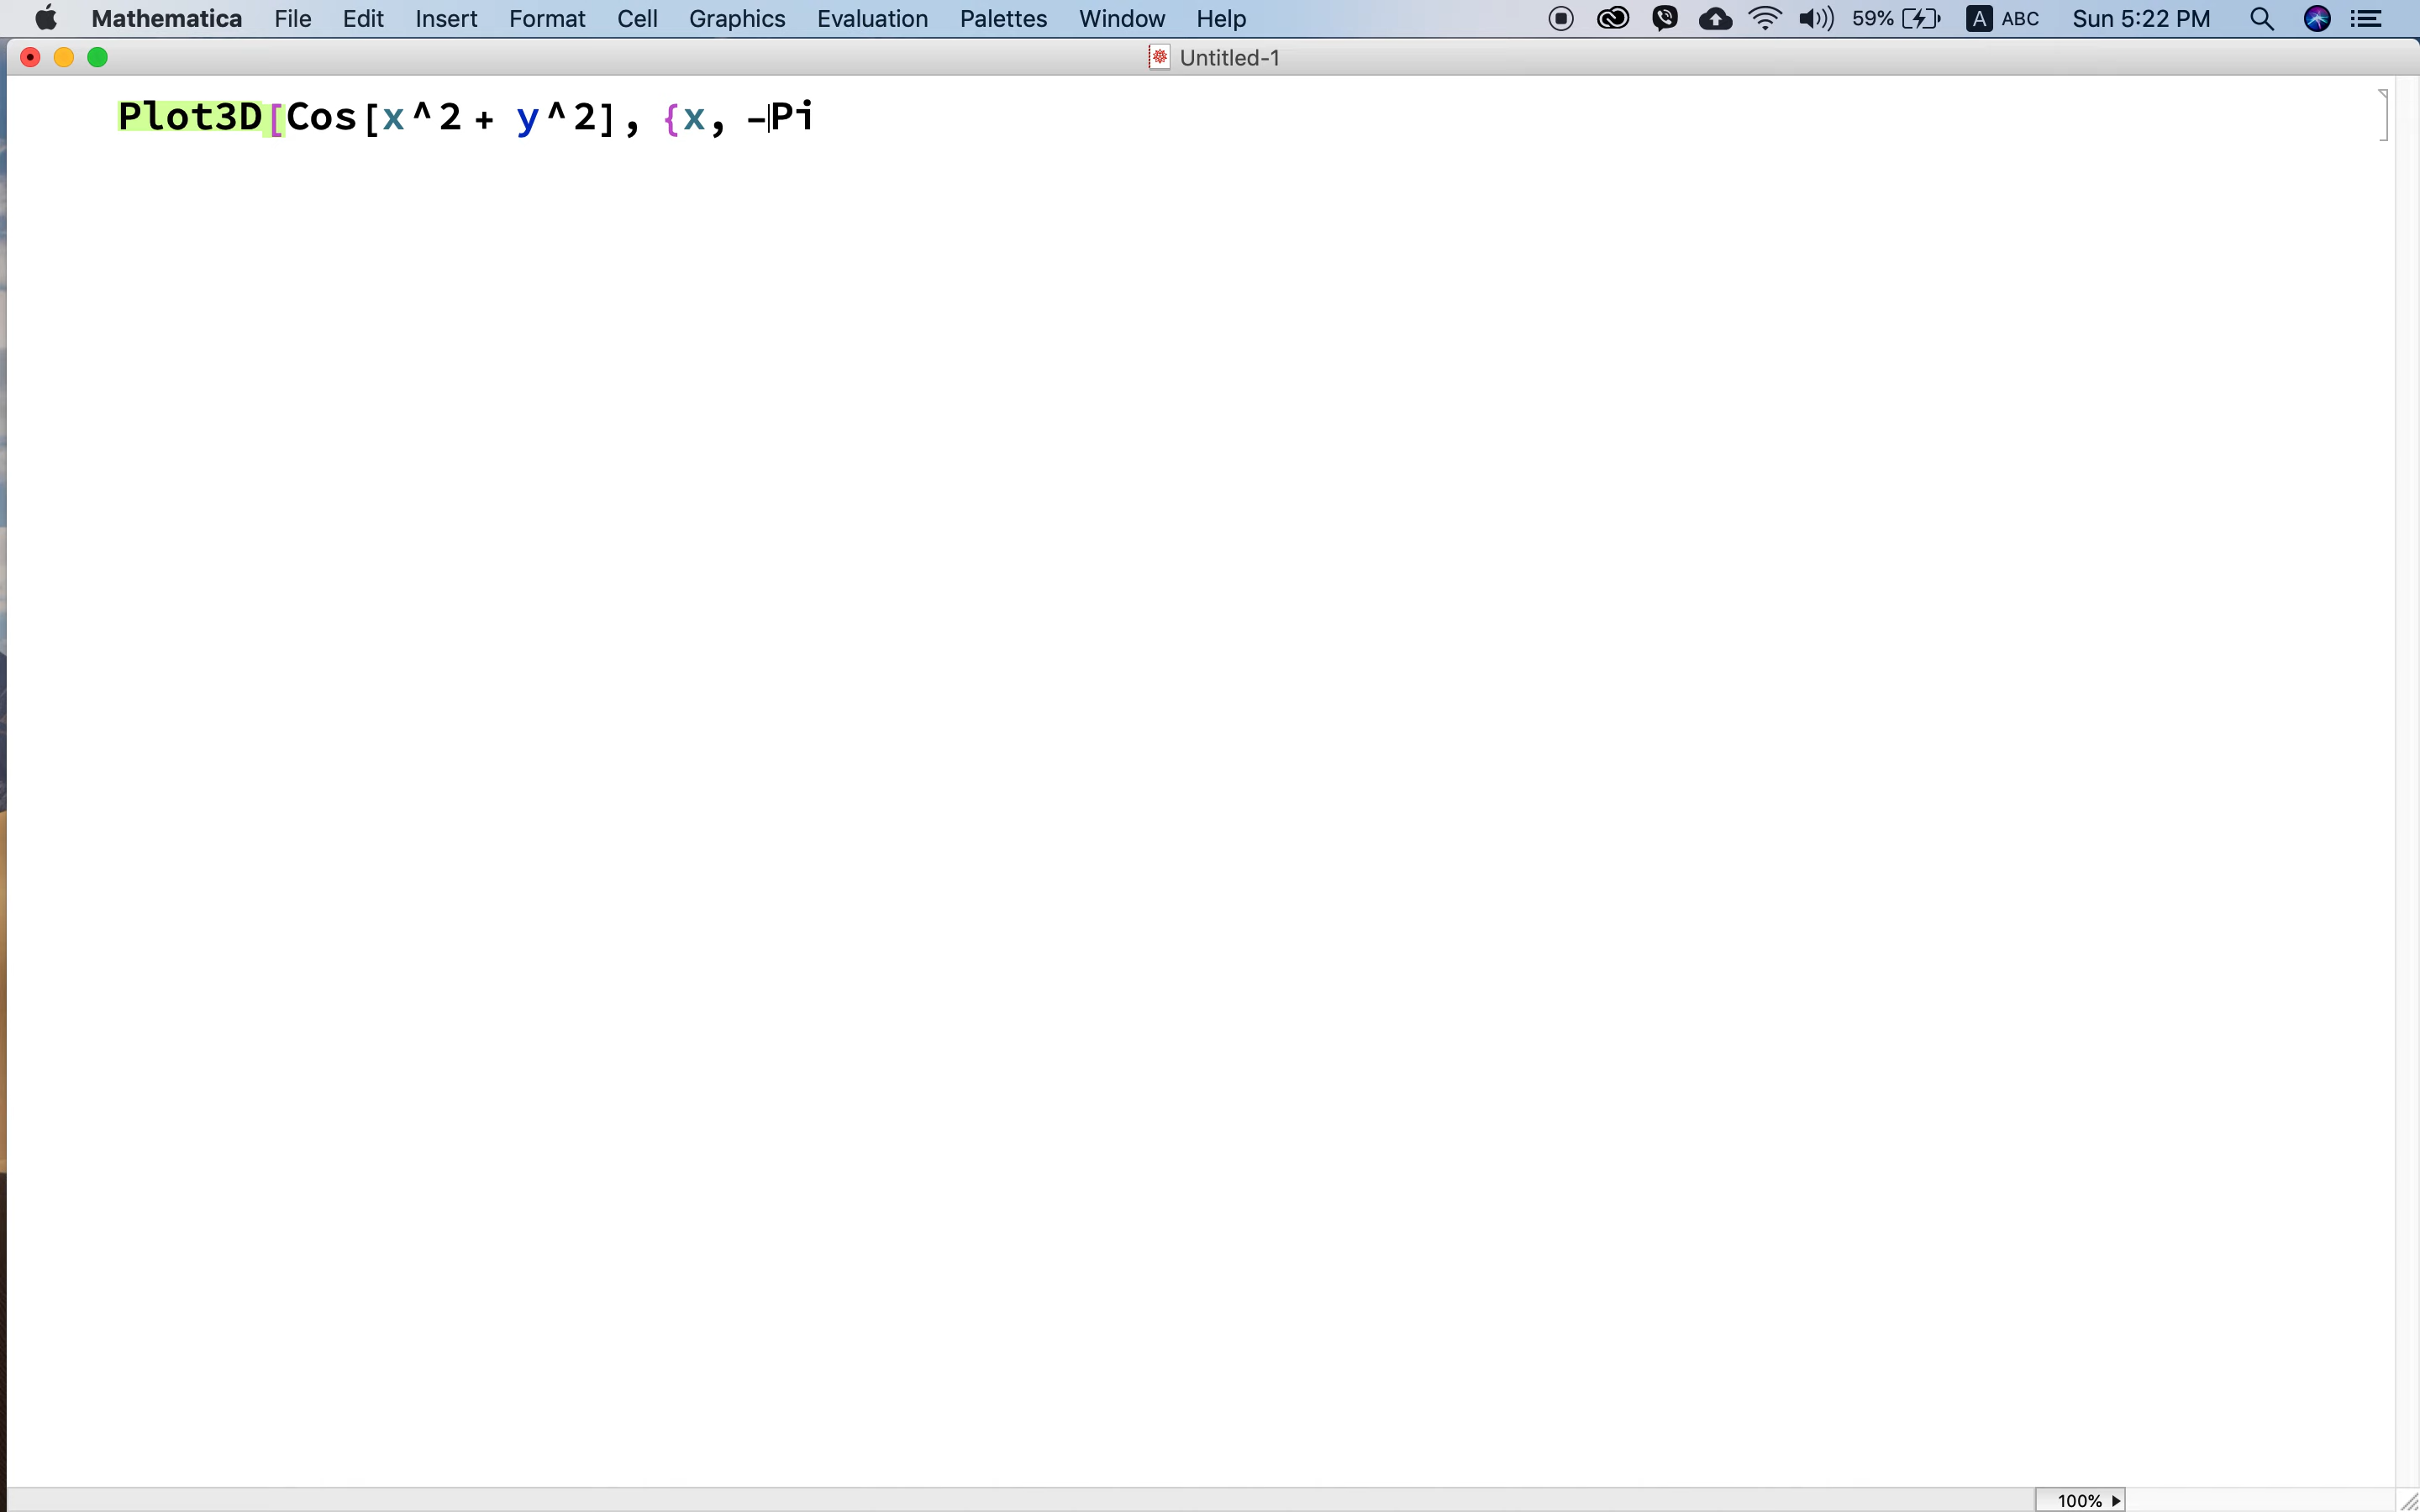 Mathematica File Edit Insert Format Cell Graphics Evaluation Palettes Window Help 59% A ABC Sun 5:22 PM
Untitled-1
Plot3D[Cos[x^2 + y^2], {x, -Pi
100%